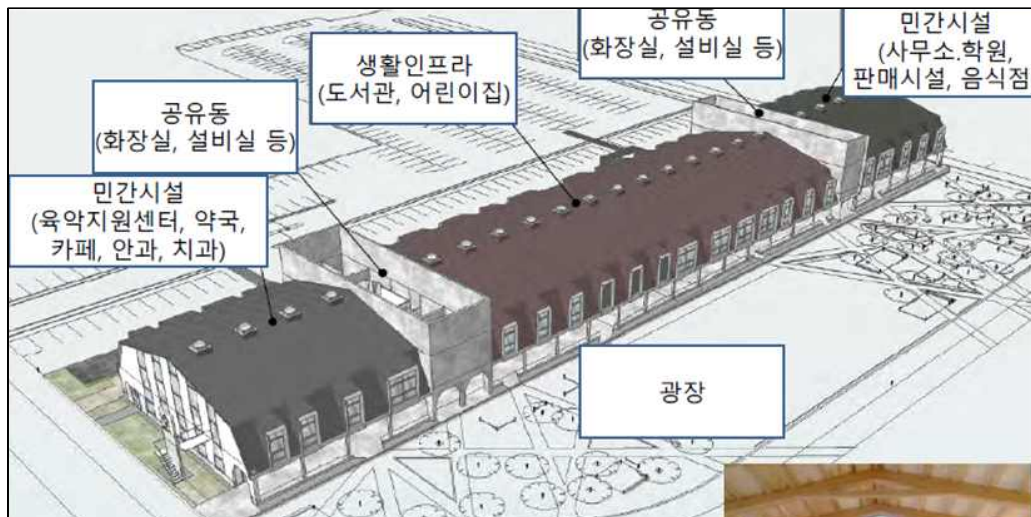 공유동
(화장실, 설비실 등)
민간시설
(사무소.학원,
판매시설, 음식점)
생활인프라
(도서관, 어린이집)
공유동
(화장실, 설비실 등)
민간시설
(육악지원센터, 약국,
카페, 안과, 치과)
광장